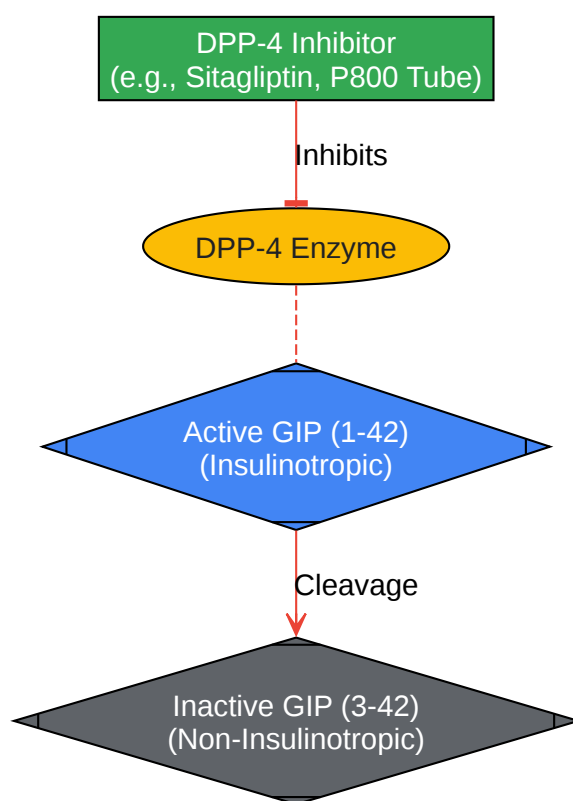 DPP-4 Inhibitor
(e.g., Sitagliptin, P800 Tube)
Inhibits
DPP-4 Enzyme
Active GIP (1-42)
(Insulinotropic)
Cleavage
Inactive GIP (3-42)
(Non-Insulinotropic)